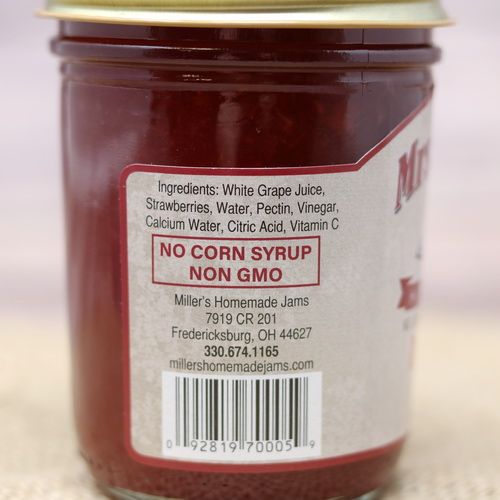 Ingredients: White Grape Juice,
Strawberries, Water, Pectin, Vinegar,
Calcium Water, Citric Acid, Vitamin C
NO CORN SYRUP
NON GMO
Miller's Homemade Jams
7919 CR 201
Fredericksburg, OH 44627
330.674.1165
millershomemadejams.com
0 92819 70005 9